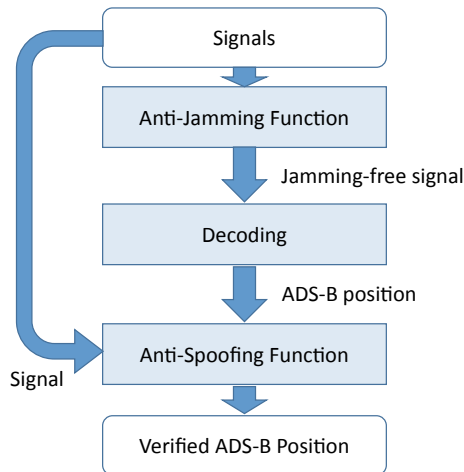 Signals
Anti-Jamming Function
Jamming-free signal
Decoding
ADS-B position
Anti-Spoofing Function
Signal
Verified ADS-B Position